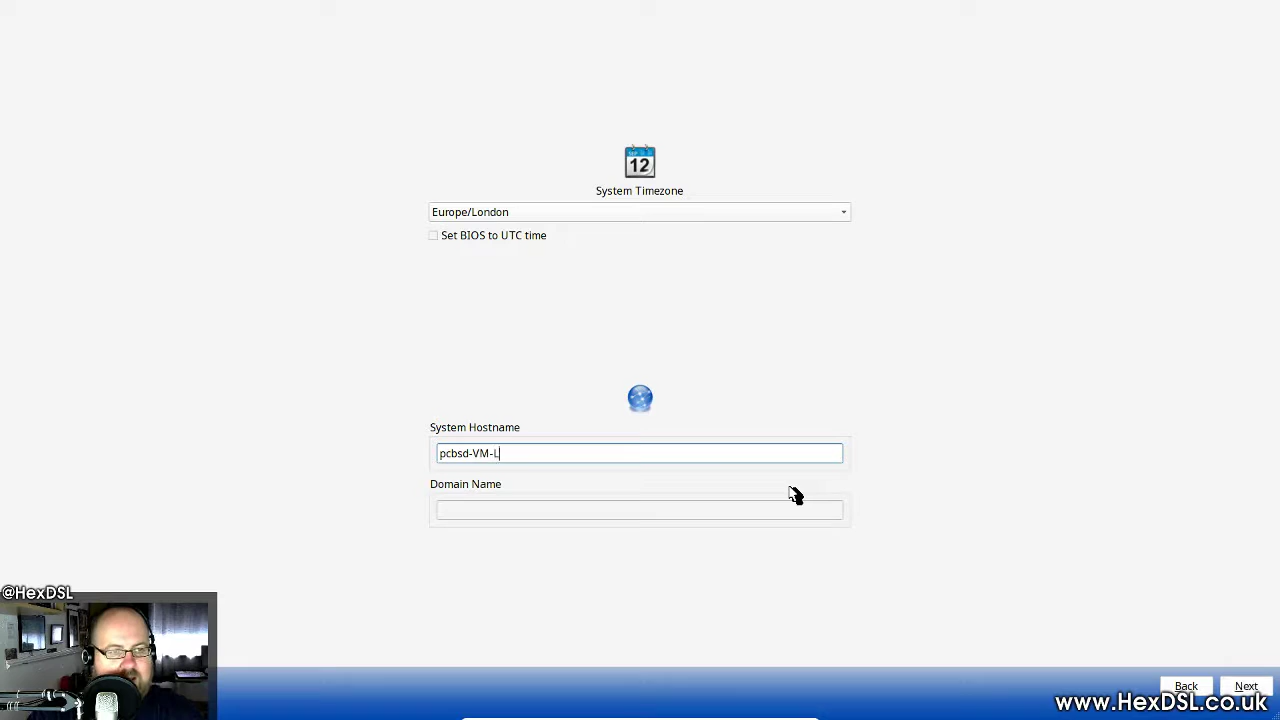 12
System Timezone
Europe/London
Set BIOS to UTC time
System Hostname
pcbsd-VM-L
Domain Name
@HexDSL
Back
Next
www.HexDSL.co.uk